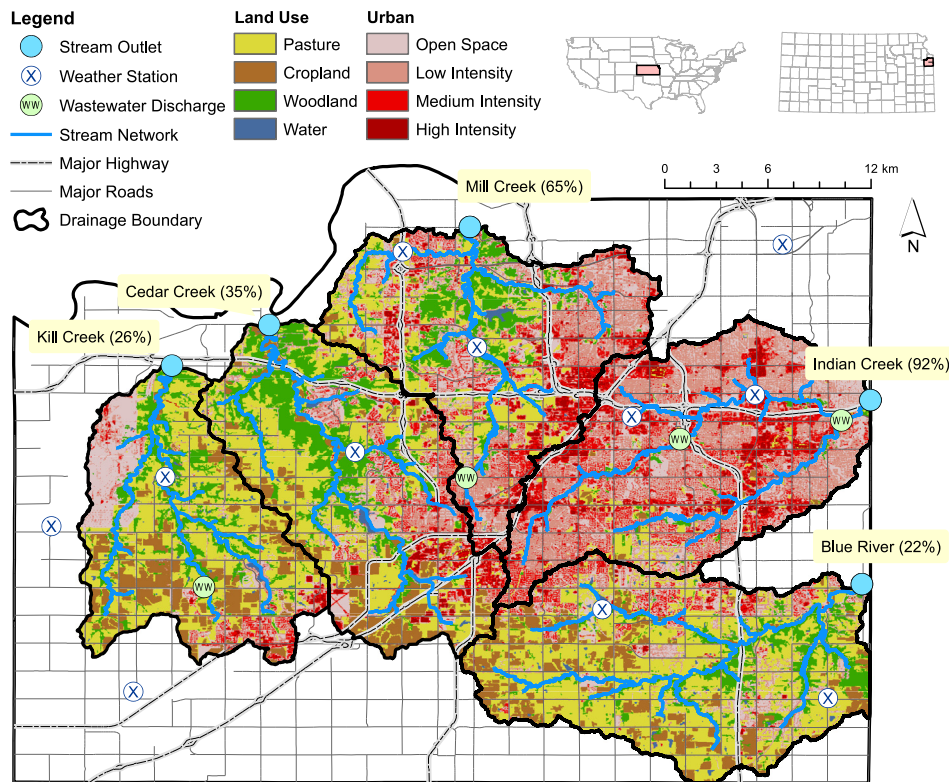 Legend
Stream Outlet
X Weather Station
WW Wastewater Discharge
Stream Network
Major Highway
Major Roads
Drainage Boundary
Land Use
Pasture
Cropland
Woodland
Water
Urban
Open Space
Low Intensity
Medium Intensity
High Intensity
0 3 6 12 km
N
Mill Creek (65%)
X
X
Cedar Creek (35%)
Kill Creek (26%)
X
Indian Creek (92%)
X
X
WW
WW
X
X
WW
X
Blue River (22%)
WW
X
X
X